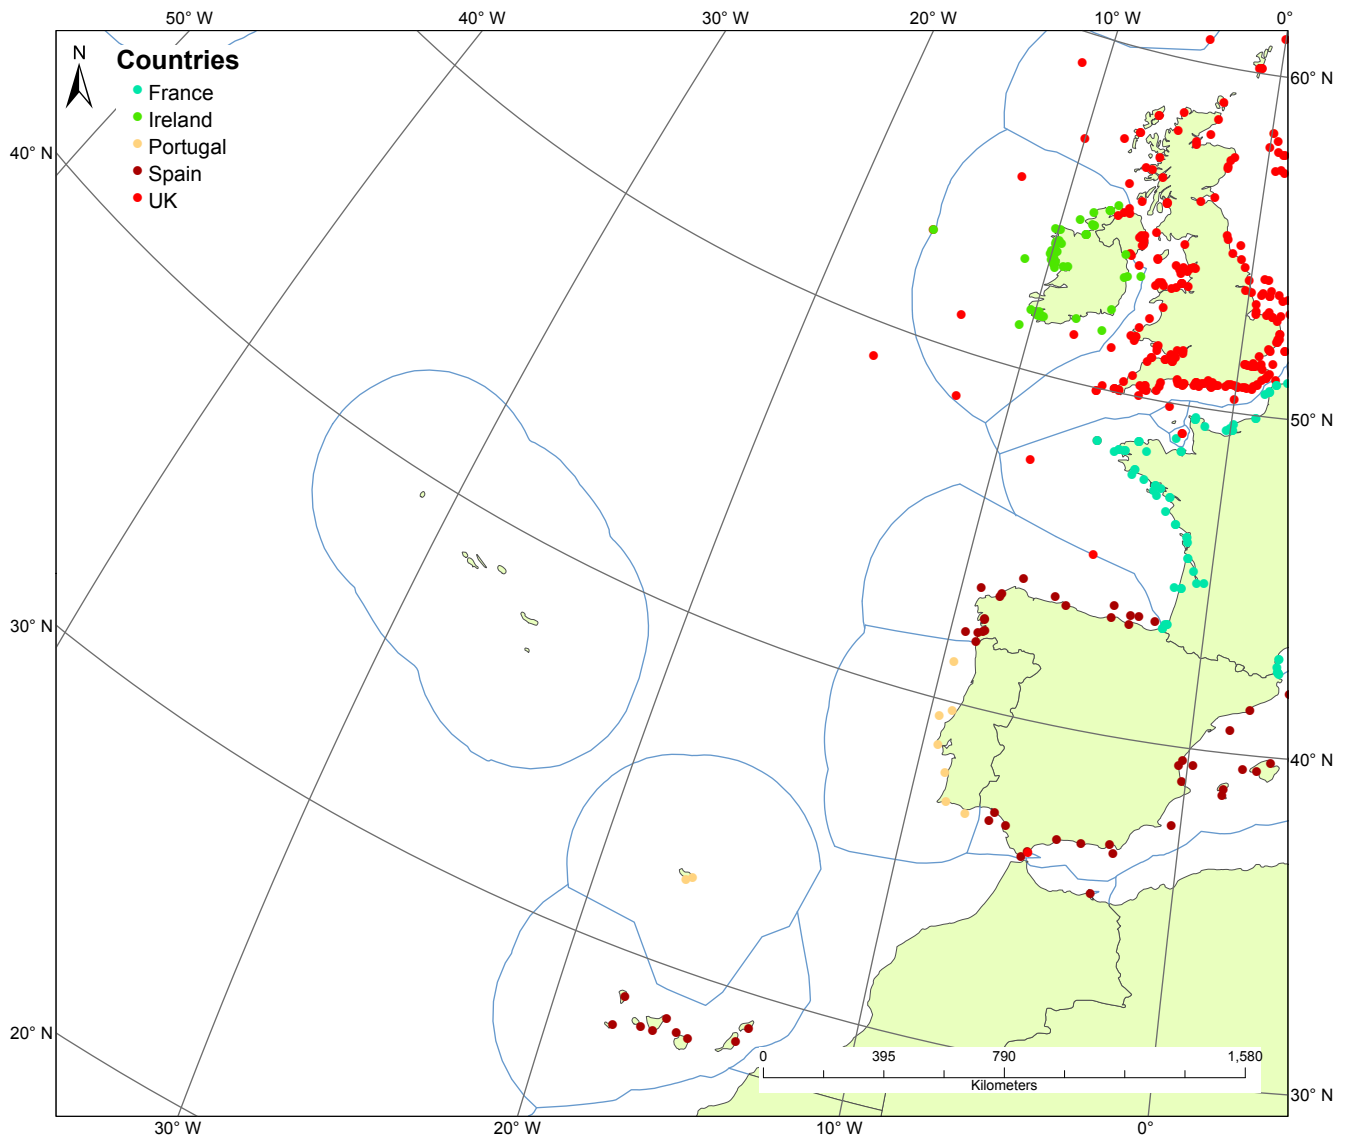 50° W 40° W 30° W 20° W 10° W 0°
N
Countries
France
Ireland
Portugal
Spain
UK
60° N
40° N
50° N
30° N
40° N
20° N
30° N
0 395 790 1,580
Kilometers
30° W 20° W 10° W 0°